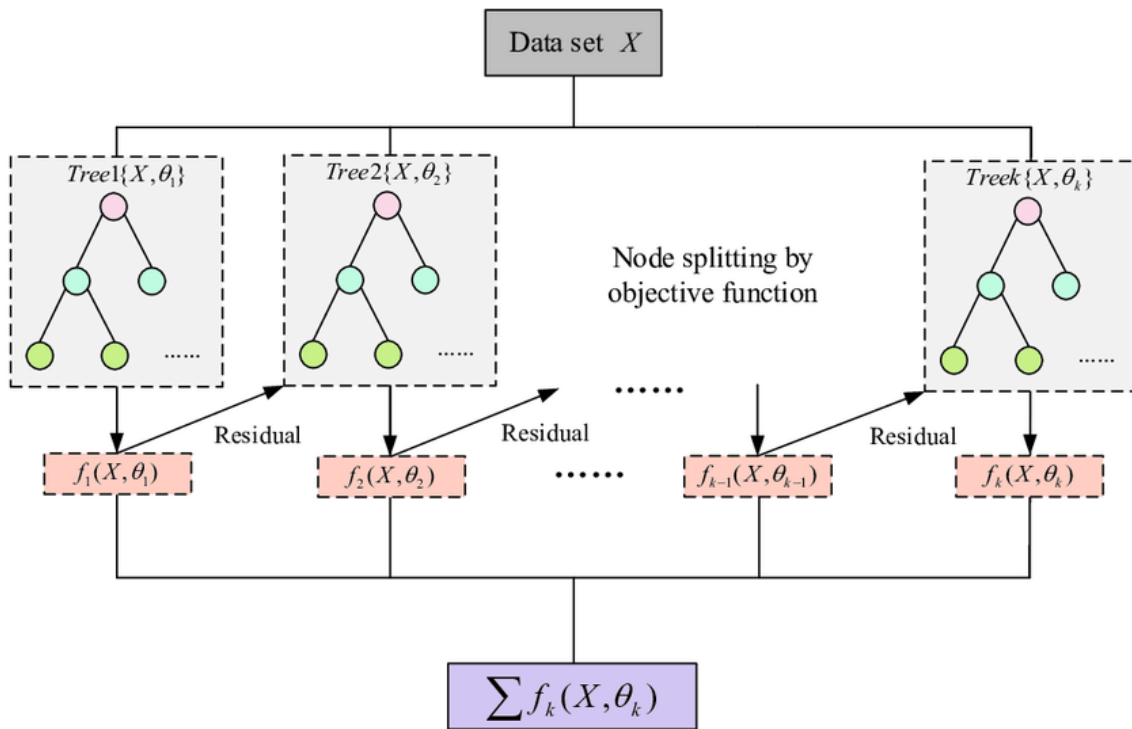 Data set X
Tree1{X,θ₁}
Tree2{X,θ₂}
Treek{X,θₖ}
Node splitting by
objective function
......
......
......
......
Residual
Residual
Residual
f₁(X,θ₁)
f₂(X,θ₂)
......
fₖ₋₁(X,θₖ₋₁)
fₖ(X,θₖ)
∑ fₖ(X,θₖ)